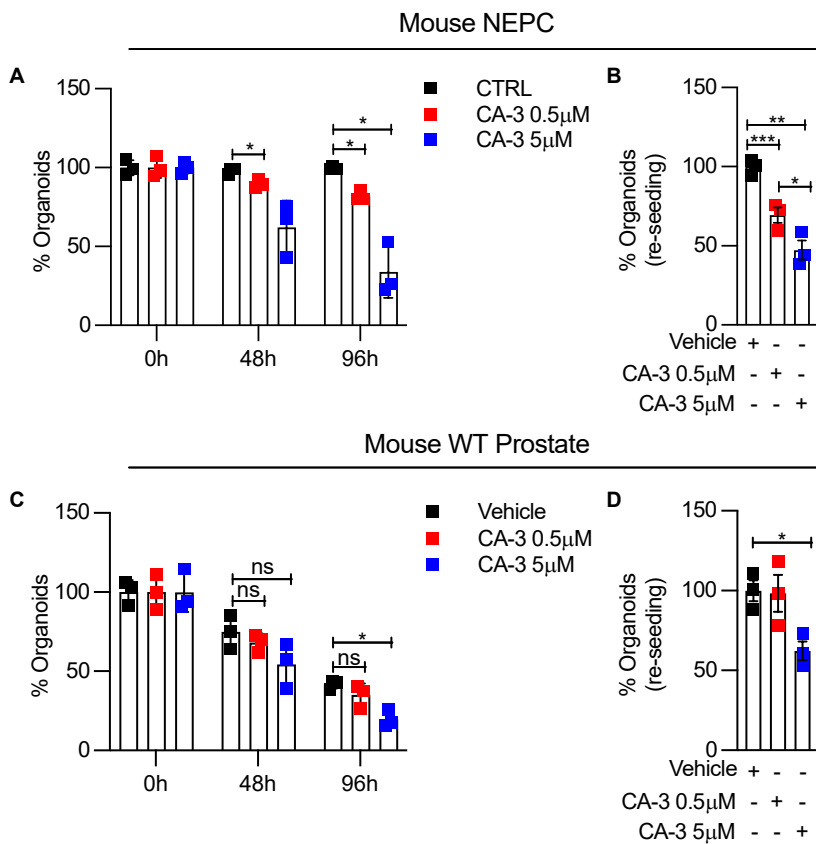 Mouse NEPC
A
150
100
50
0
% Organoids
CTRL
CA-3 0.5μM
CA-3 5μM
*
*
*
0h
48h
96h
B
150
100
50
0
% Organoids
(re-seeding)
**
***
*
Vehicle + - -
CA-3 0.5μM - + -
CA-3 5μM - - +
Mouse WT Prostate
C
150
100
50
0
% Organoids
Vehicle
CA-3 0.5μM
CA-3 5μM
ns
ns
*
ns
0h
48h
96h
D
150
100
50
0
% Organoids
(re-seeding)
*
Vehicle + - -
CA-3 0.5μM - + -
CA-3 5μM - - +